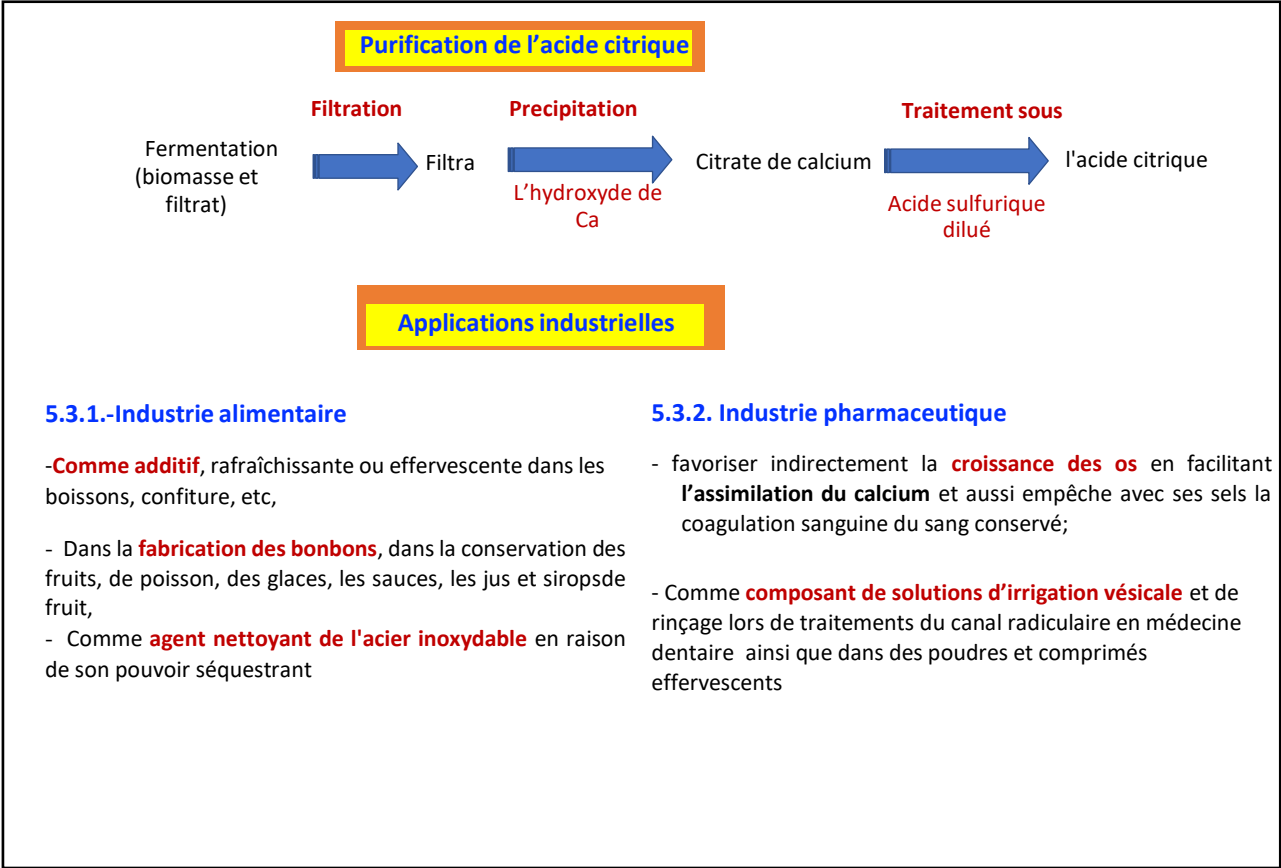 Purification de l’acide citrique
Filtration
Precipitation
Traitement sous
Fermentation
(biomasse et
filtrat)
Filtra
L’hydroxyde de
Ca
Citrate de calcium
Acide sulfurique
dilué
l'acide citrique
Applications industrielles
5.3.1.-Industrie alimentaire
-Comme additif, rafraîchissante ou effervescente dans les
boissons, confiture, etc,
- Dans la fabrication des bonbons, dans la conservation des
fruits, de poisson, des glaces, les sauces, les jus et siropsde
fruit,
- Comme agent nettoyant de l'acier inoxydable en raison
de son pouvoir séquestrant
5.3.2. Industrie pharmaceutique
- favoriser indirectement la croissance des os en facilitant
l’assimilation du calcium et aussi empêche avec ses sels la
coagulation sanguine du sang conservé;
- Comme composant de solutions d’irrigation vésicale et de
rinçage lors de traitements du canal radiculaire en médecine
dentaire ainsi que dans des poudres et comprimés
effervescents